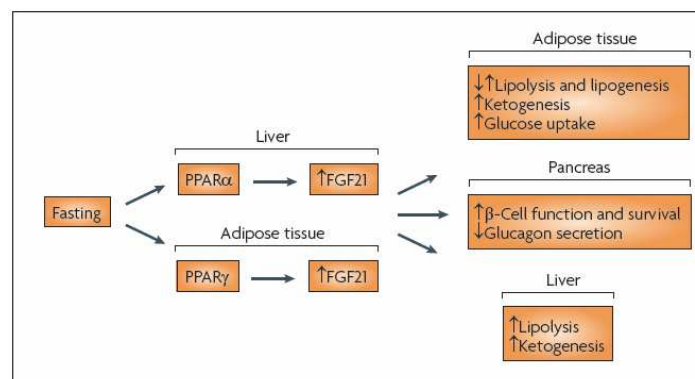 Adipose tissue
↓↑Lipolysis and lipogenesis
↑Ketogenesis
↑Glucose uptake
Liver
PPARα
↑FGF21
Pancreas
Fasting
↑β-Cell function and survival
↓Glucagon secretion
Adipose tissue
PPARγ
↑FGF21
Liver
↑Lipolysis
↑Ketogenesis